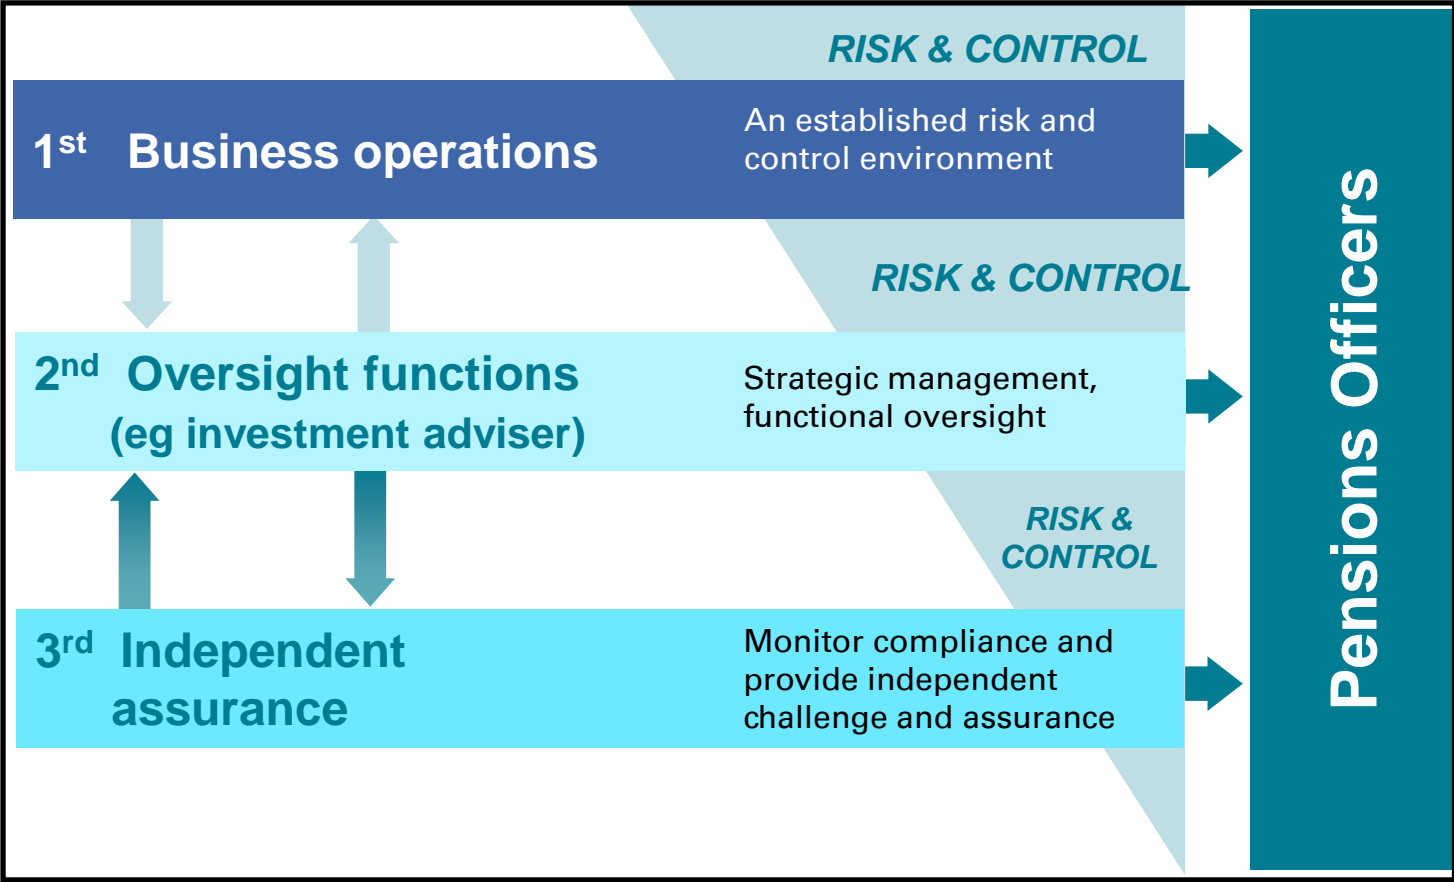 RISK & CONTROL
1st Business operations
An established risk and
control environment
RISK & CONTROL
2nd Oversight functions
(eg investment adviser)
Strategic management,
functional oversight
RISK &
CONTROL
3rd Independent
assurance
Monitor compliance and
provide independent
challenge and assurance
Pensions Officers